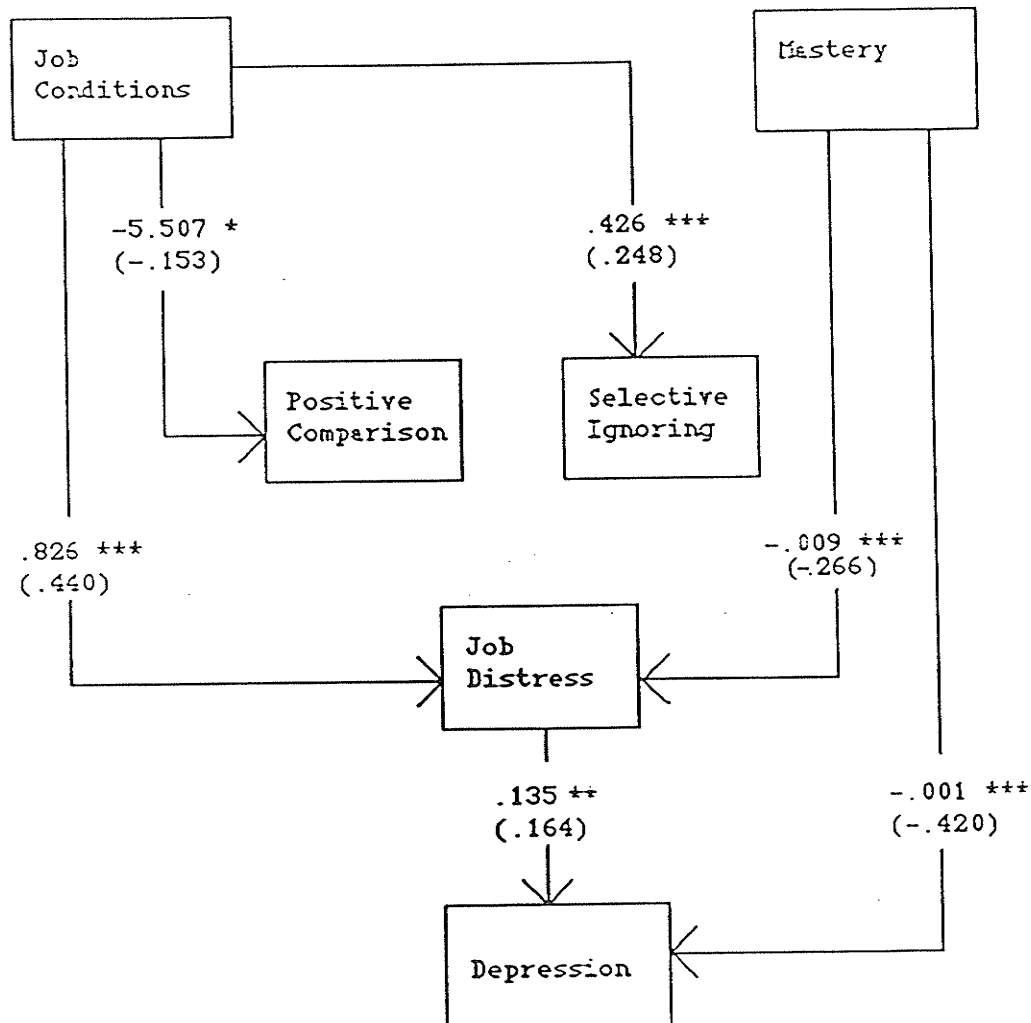 Job
Conditions
Mastery
-5.507 *
(-.153)
.426 ***
(.248)
Positive
Comparison
Selective
Ignoring
.826 ***
(.440)
-.009 ***
(-.266)
Job
Distress
.135 **
(.164)
-.001 ***
(-.420)
Depression